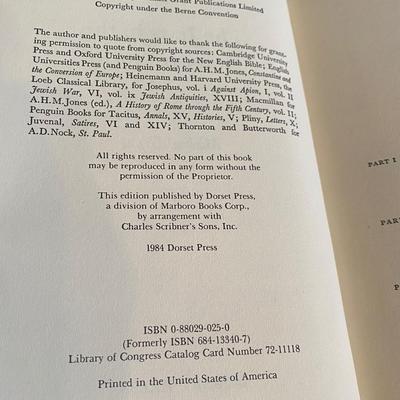 Grant Publications Limited
Copyright under the Berne Convention
The author and publishers would like to thank the following for grant-
ing permission to quote from copyright sources: Cambridge University
Press and Oxford University Press for the New English Bible; English
Universities Press (and Penguin Books) for A.H.M. Jones, Constantine and
the Conversion of Europe; Heinemann and Harvard University Press, the
Loeb Classical Library, for Josephus, vol. i Against Apion, I, vol. II
Jewish War, VI, vol. ix Jewish Antiquities, XVIII; Macmillan for
A.H.M. Jones (ed.), A History of Rome through the Fifth Century, vol. II;
Penguin Books for Tacitus, Annals, XV, Histories, V; Pliny, Letters, X;
Juvenal, Satires, VI and XIV; Thornton and Butterworth for
A.D. Nock, St. Paul.
All rights reserved. No part of this book
may be reproduced in any form without the
permission of the Proprietor.
This edition published by Dorset Press,
a division of Marboro Books Corp.,
by arrangement with
Charles Scribner's Sons, Inc.
1984 Dorset Press
ISBN 0-88029-025-0
(Formerly ISBN 684-13340-7)
Library of Congress Catalog Card Number 72-11118
Printed in the United States of America
PART I
PAR
P